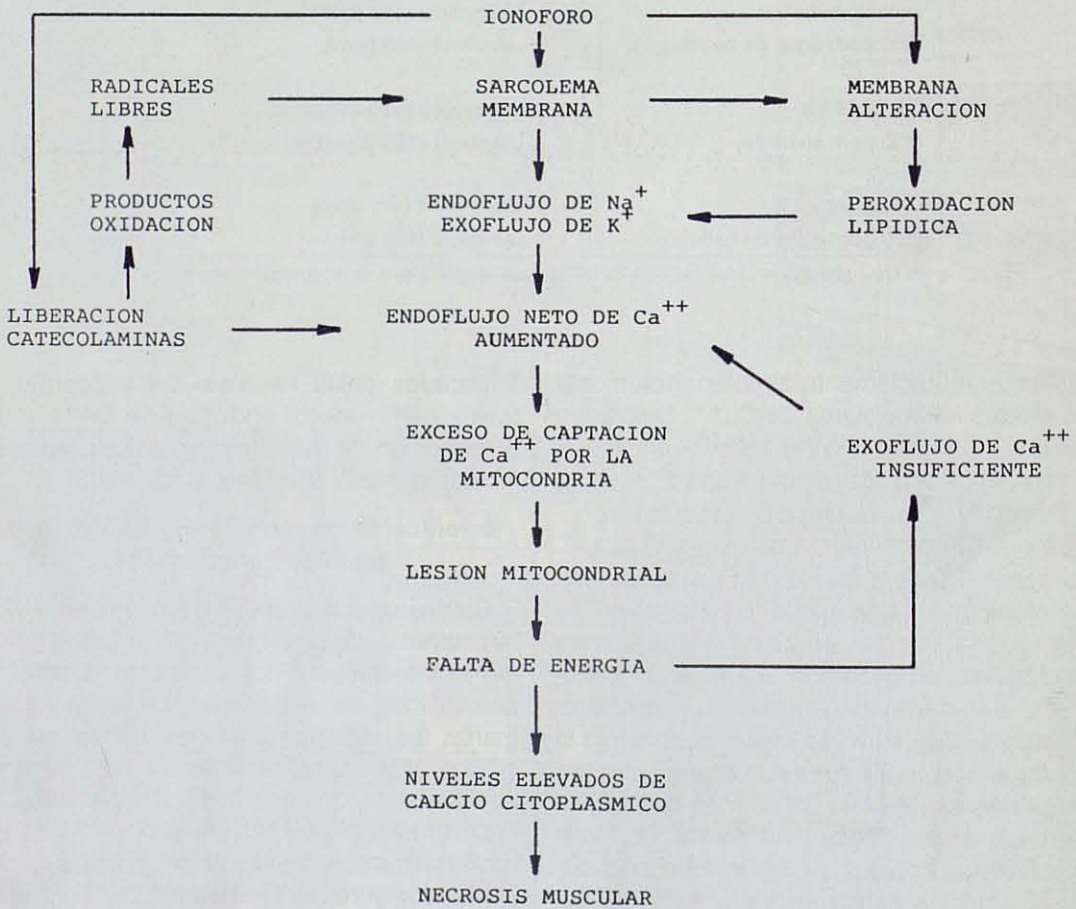 IONOFORO
RADICALES
LIBRES
SARCOLEMA
MEMBRANA
MEMBRANA
ALTERACION
PRODUCTOS
OXIDACION
ENDOFLUJO DE Na+
EXOFLUJO DE K+
PEROXIDACION
LIPIDICA
LIBERACION
CATECOLAMINAS
ENDOFLUJO NETO DE Ca++
AUMENTADO
EXCESO DE CAPTACION
DE Ca++ POR LA
MITOCONDRIA
EXOFLUJO DE Ca++
INSUFICIENTE
LESION MITOCONDRIAL
FALTA DE ENERGIA
NIVELES ELEVADOS DE
CALCIO CITOPLASMICO
NECROSIS MUSCULAR